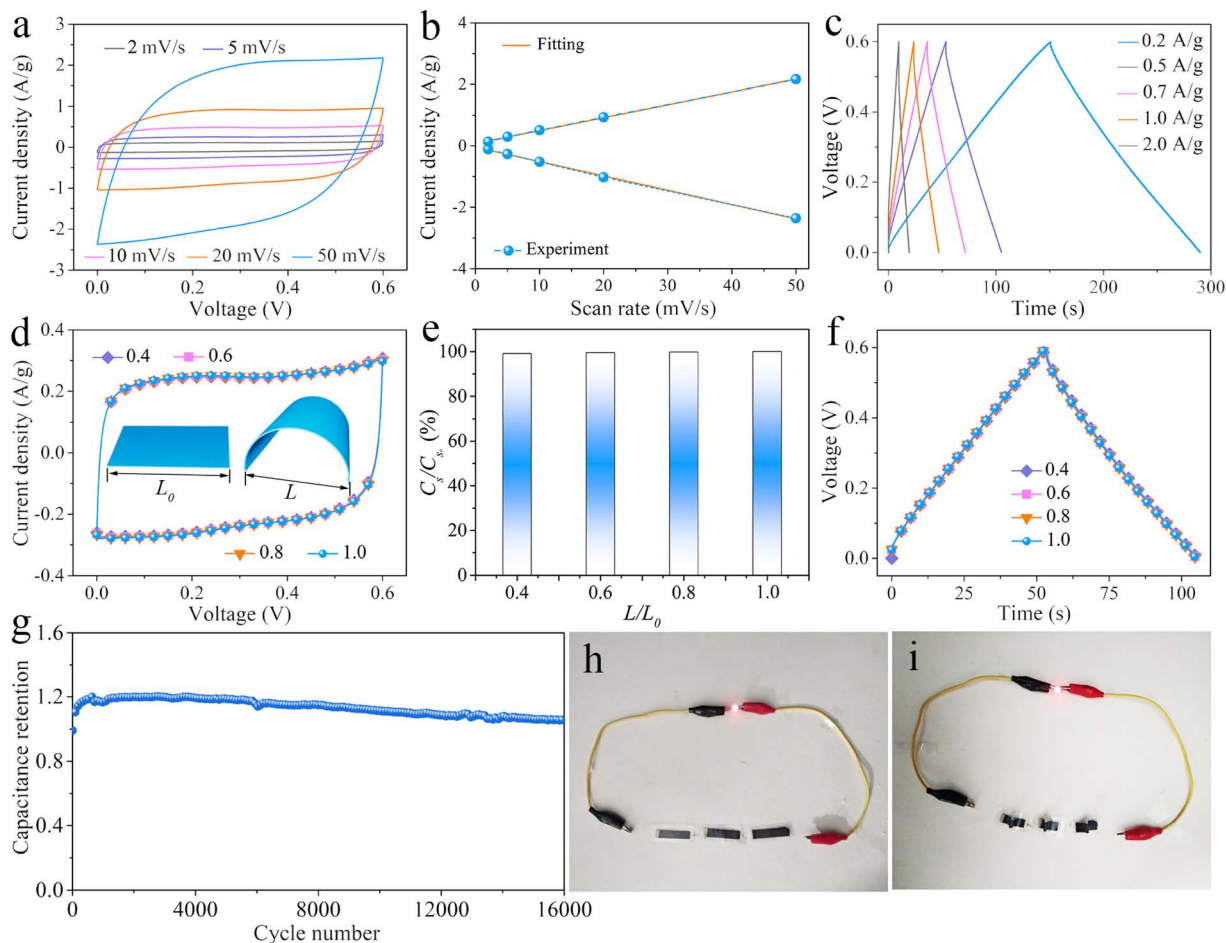 a
Current density (A/g)
3
2
1
0
-1
-2
-3
2 mV/s
5 mV/s
10 mV/s
20 mV/s
50 mV/s
0.0
0.2
0.4
0.6
Voltage (V)
b
Current density (A/g)
4
2
0
-2
-4
Fitting
Experiment
0
10
20
30
40
50
Scan rate (mV/s)
c
Voltage (V)
0.6
0.4
0.2
0.0
0.2 A/g
0.5 A/g
0.7 A/g
1.0 A/g
2.0 A/g
0
100
200
300
Time (s)
d
Current density (A/g)
0.4
0.2
0.0
-0.2
-0.4
0.4
0.6
L0
L
0.8
1.0
0.0
0.2
0.4
0.6
Voltage (V)
e
Cs/Cs, (%)
100
80
60
40
20
0
0.4
0.6
0.8
1.0
L/L0
f
Voltage (V)
0.6
0.4
0.2
0.0
0.4
0.6
0.8
1.0
0
25
50
75
100
Time (s)
g
Capacitance retention
1.6
1.2
0.8
0.4
0.0
0
4000
8000
12000
16000
Cycle number
h
i